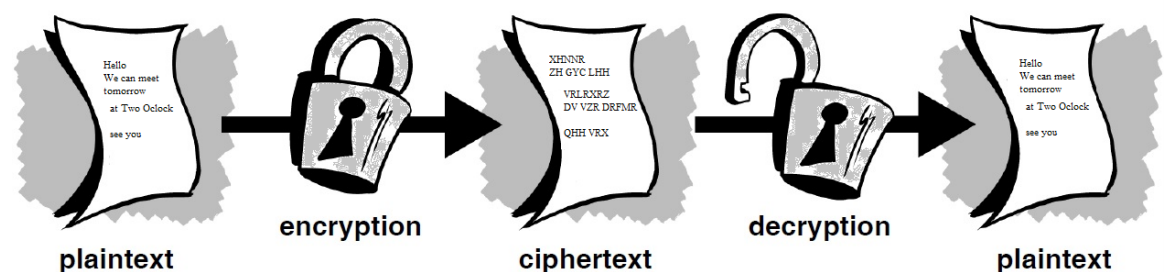 Hello
We can meet
tomorrow
at Two Oclock
see you
XHNNR
ZH GYC LHH
VRLRXRZ
DV VZR DRFMR
QHH VRX
Hello
We can meet
tomorrow
at Two Oclock
see you
encryption
decryption
plaintext
ciphertext
plaintext